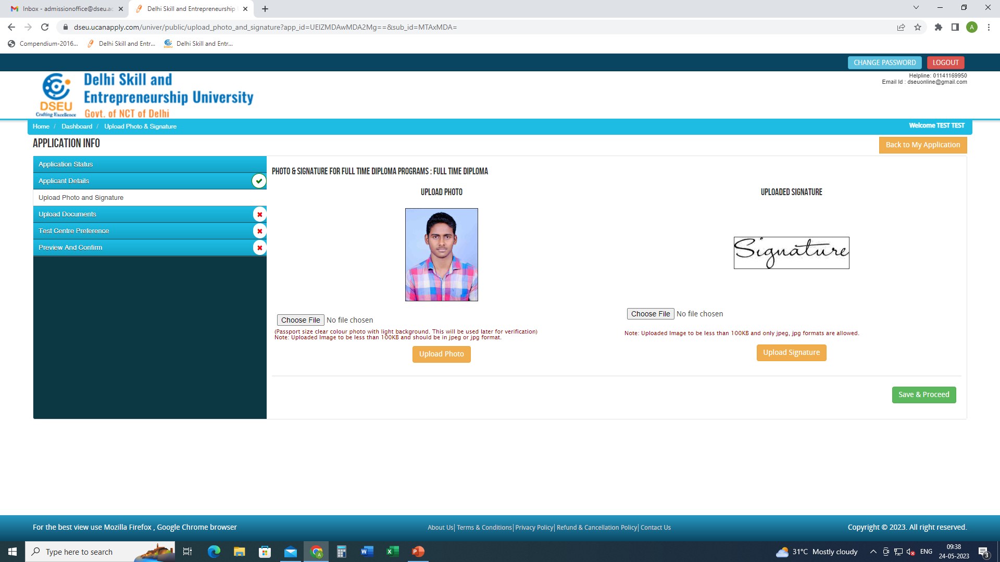 Inbox - admissionoffice@dseu.ac
Delhi Skill and Entrepreneurship
dseu.ucanapply.com/univer/public/upload_photo_and_signature?app_id=UEIZMDAwMDA2Mg==&sub_id=MTAxMDA=
A
Compendium-2016...
Delhi Skill and Entr...
Delhi Skill and Entr...
CHANGE PASSWORD
LOGOUT
DSEU
Crafting Excellence
Delhi Skill and
Entrepreneurship University
Govt. of NCT of Delhi
Helpline: 01141169950
Email Id : dseuonline@gmail.com
Home / Dashboard / Upload Photo & Signature
Welcome TEST TEST
APPLICATION INFO
Back to My Application
Application Status
Applicant Details
Upload Photo and Signature
Upload Documents
Test Centre Preference
Preview And Confirm
PHOTO & SIGNATURE FOR FULL TIME DIPLOMA PROGRAMS : FULL TIME DIPLOMA
UPLOAD PHOTO
Choose File No file chosen
(Passport size clear colour photo with light background. This will be used later for verification)
Note: Uploaded Image to be less than 100KB and should be in jpeg or jpg format.
Upload Photo
UPLOADED SIGNATURE
Signature
Choose File No file chosen
Note: Uploaded Image to be less than 100KB and only jpeg, jpg formats are allowed.
Upload Signature
Save & Proceed
For the best view use Mozilla Firefox , Google Chrome browser
About Us| Terms & Conditions| Privacy Policy| Refund & Cancellation Policy| Contact Us
Copyright © 2023. All right reserved.
Type here to search
31°C Mostly cloudy
ENG
09:38
24-05-2023
3